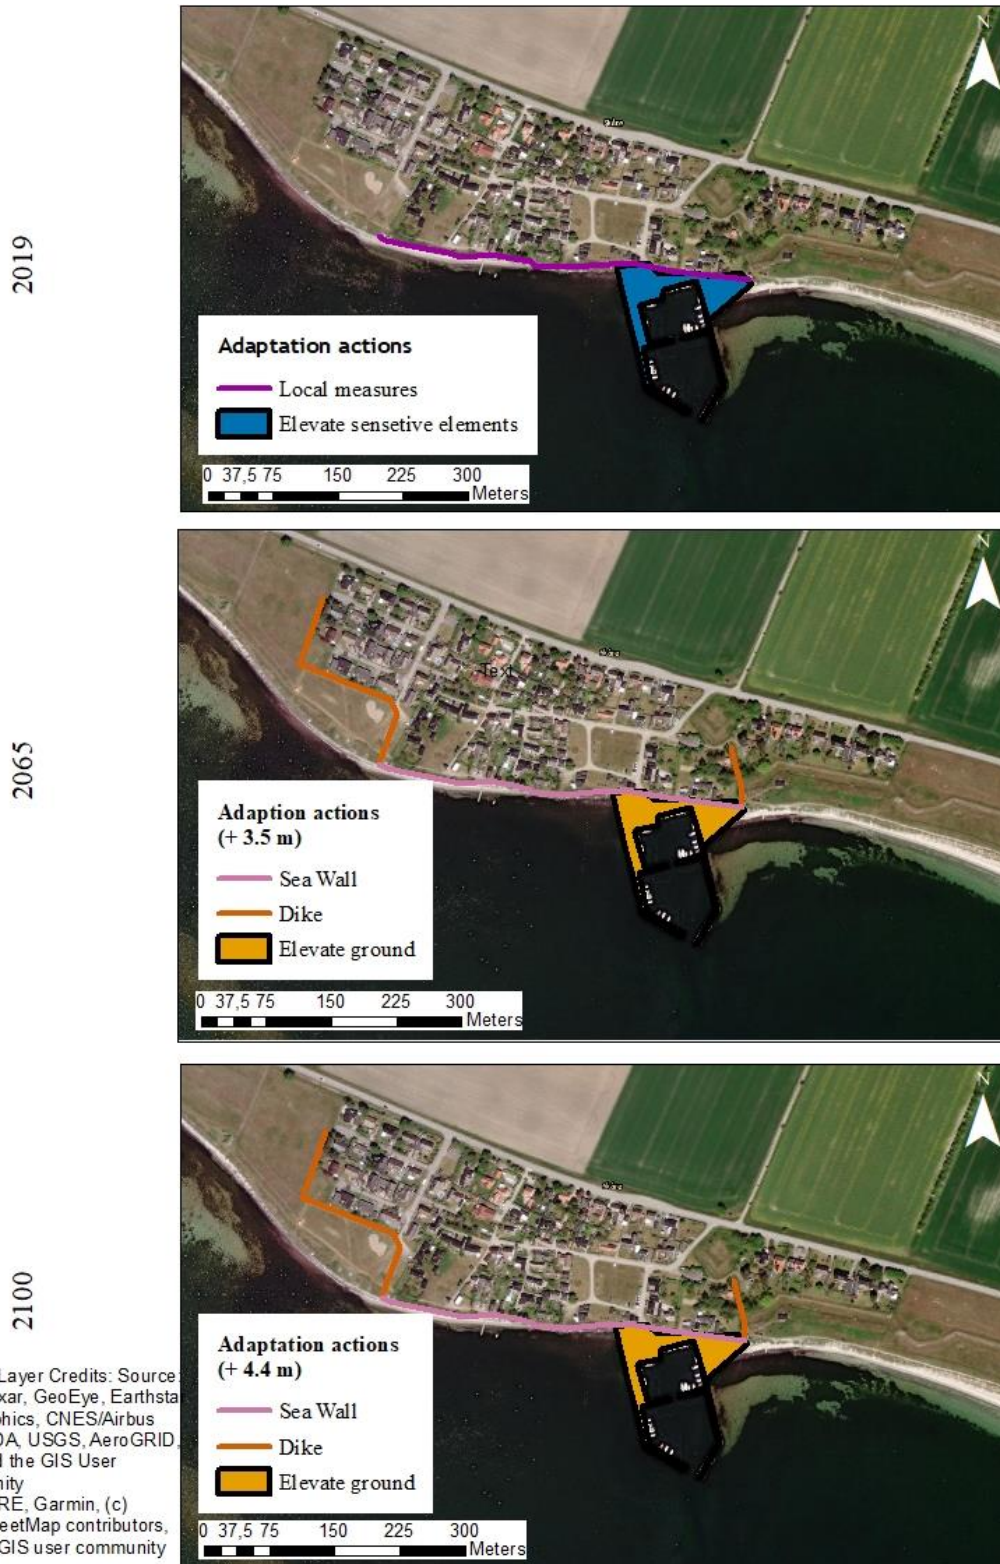 2019
N
Adaptation actions
Local measures
Elevate sensetive elements
0 37,5 75 150 225 300
Meters
2065
N
Text
Adaption actions
(+ 3.5 m)
Sea Wall
Dike
Elevate ground
0 37,5 75 150 225 300
Meters
2100
N
Adaptation actions
(+ 4.4 m)
Sea Wall
Dike
Elevate ground
0 37,5 75 150 225 300
Meters
Layer Credits: Source:
xar, GeoEye, Earthstar
phics, CNES/Airbus
DA, USGS, AeroGRID,
d the GIS User
nity
RE, Garmin, (c)
eetMap contributors,
GIS user community